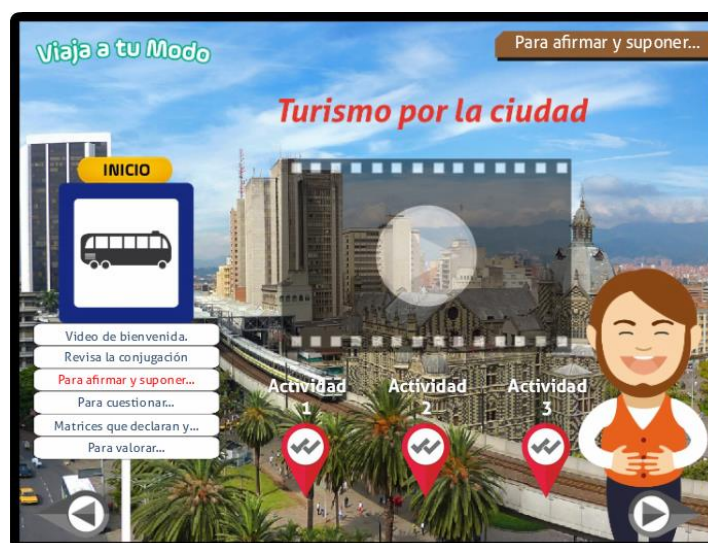 Viaja a tu Modo
Para afirmar y suponer...
Turismo por la ciudad
INICIO
Video de bienvenida.
Revisa la conjugación
Para afirmar y suponer...
Para cuestionar...
Matrices que declaran y...
Para valorar...
Actividad
1
Actividad
2
Actividad
3